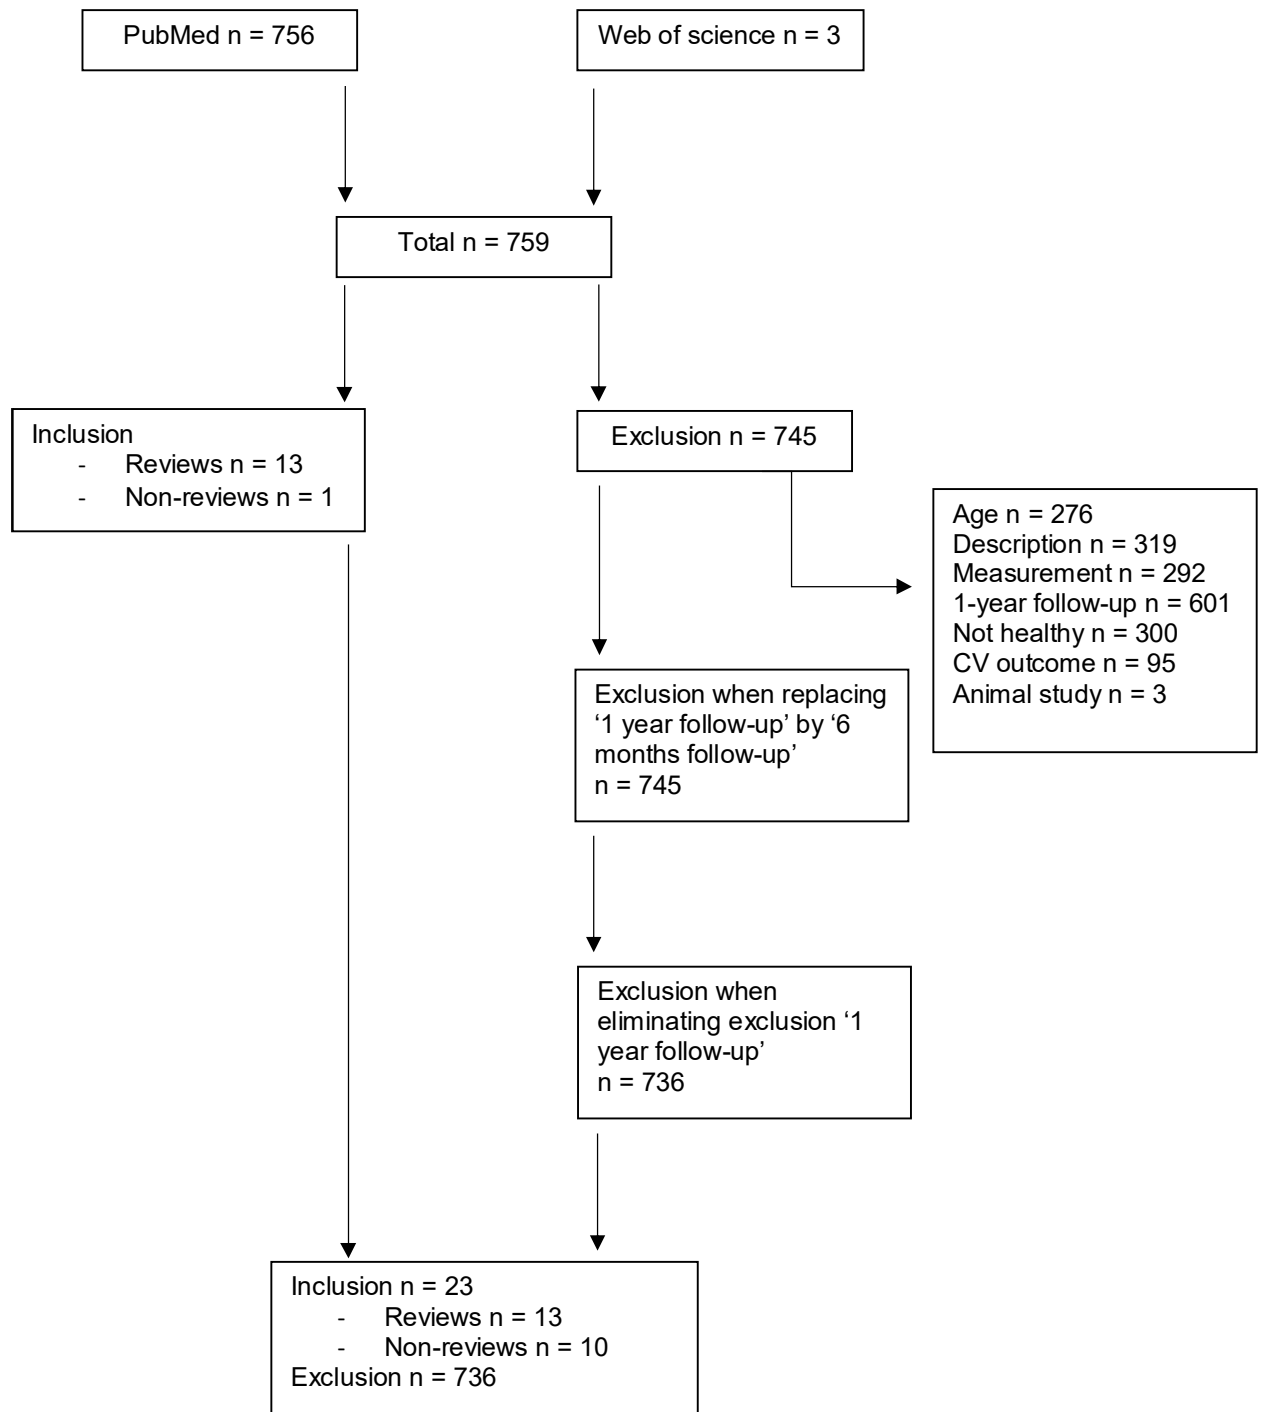 PubMed n = 756
Web of science n = 3
Total n = 759
Inclusion
- Reviews n = 13
- Non-reviews n = 1
Exclusion n = 745
Age n = 276
Description n = 319
Measurement n = 292
1-year follow-up n = 601
Not healthy n = 300
CV outcome n = 95
Animal study n = 3
Exclusion when replacing
‘1 year follow-up’ by ‘6
months follow-up’
n = 745
Exclusion when
eliminating exclusion ‘1
year follow-up’
n = 736
Inclusion n = 23
- Reviews n = 13
- Non-reviews n = 10
Exclusion n = 736